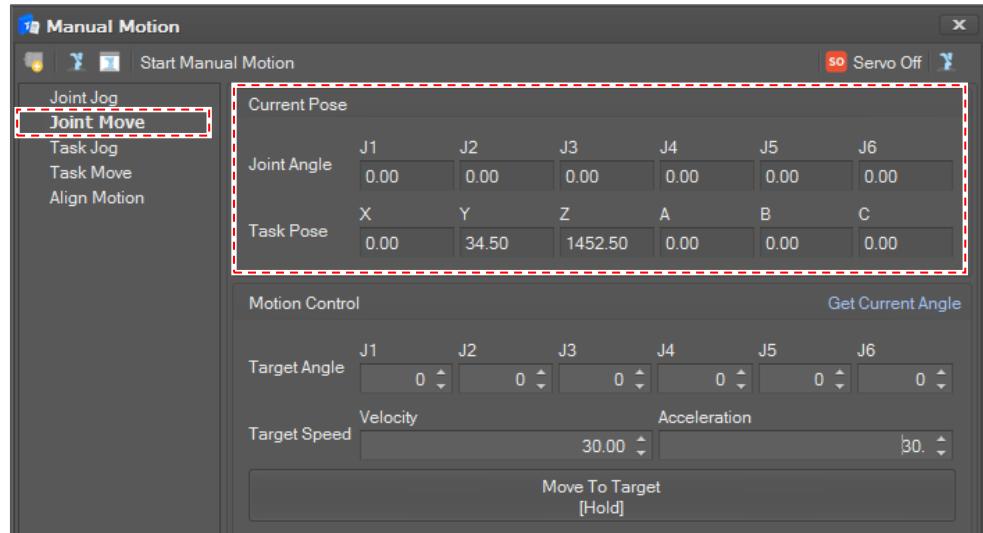 Manual Motion
Start Manual Motion
SO Servo Off
Joint Jog
Joint Move
Task Jog
Task Move
Align Motion
Current Pose
J1 J2 J3 J4 J5 J6
Joint Angle 0.00 0.00 0.00 0.00 0.00 0.00
X Y Z A B C
Task Pose 0.00 34.50 1452.50 0.00 0.00 0.00
Motion Control Get Current Angle
J1 J2 J3 J4 J5 J6
Target Angle 0 0 0 0 0 0
Velocity Acceleration
Target Speed 30.00 30.
Move To Target
[Hold]